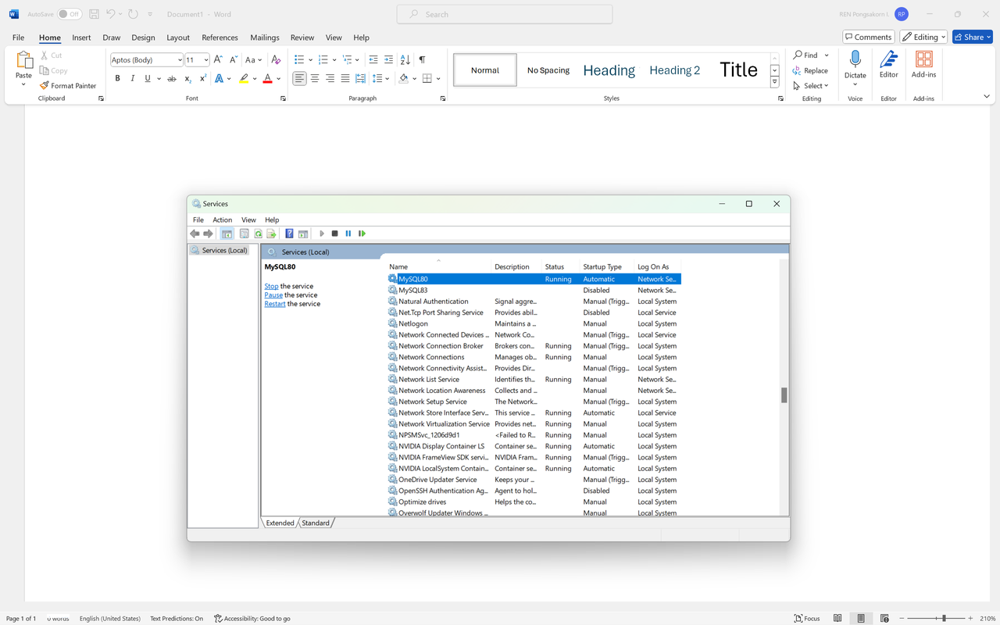 AutoSave Off Document1 - Word Search REN Pongsakorn I. RP
File Home Insert Draw Design Layout References Mailings Review View Help Comments Editing Share
Paste Cut Copy Format Painter Clipboard
Aptos (Body) 11 Font
Paragraph
Normal No Spacing Heading Heading 2 Title Styles
Find Replace Select Editing
Dictate Voice
Editor Editor
Add-ins Add-ins
Services
File Action View Help
Services (Local)
Services (Local)
MySQL80
Stop the service
Pause the service
Restart the service
Name Description Status Startup Type Log On As
MySQL80 Running Automatic Network Se...
MySQL83 Disabled Network Se...
Natural Authentication Signal aggre... Manual (Trigg... Local System
Net.Tcp Port Sharing Service Provides abil... Disabled Local Service
Netlogon Maintains a ... Manual Local System
Network Connected Devices ... Network Co... Manual (Trigg... Local Service
Network Connection Broker Brokers con... Running Manual (Trigg... Local System
Network Connections Manages ob... Running Manual Local System
Network Connectivity Assist... Provides Dir... Manual (Trigg... Local System
Network List Service Identifies th... Running Manual Network Se...
Network Location Awareness Collects and ... Manual Network Se...
Network Setup Service The Network... Manual (Trigg... Local System
Network Store Interface Serv... This service ... Running Automatic Local Service
Network Virtualization Service Provides net... Running Manual Local System
NPSMSvc_1206d9d1 <Failed to R... Running Manual Local System
NVIDIA Display Container LS Container se... Running Automatic Local System
NVIDIA FrameView SDK servi... NVIDIA Fram... Running Manual (Trigg... Local System
NVIDIA LocalSystem Contain... Container se... Running Automatic Local System
OneDrive Updater Service Keeps your ... Manual (Trigg... Local System
OpenSSH Authentication Ag... Agent to hol... Disabled Local System
Optimize drives Helps the co... Manual Local System
Overwolf Updater Windows ... Manual Local System
Extended Standard
Page 1 of 1 0 words English (United States) Text Predictions: On Accessibility: Good to go Focus 210%